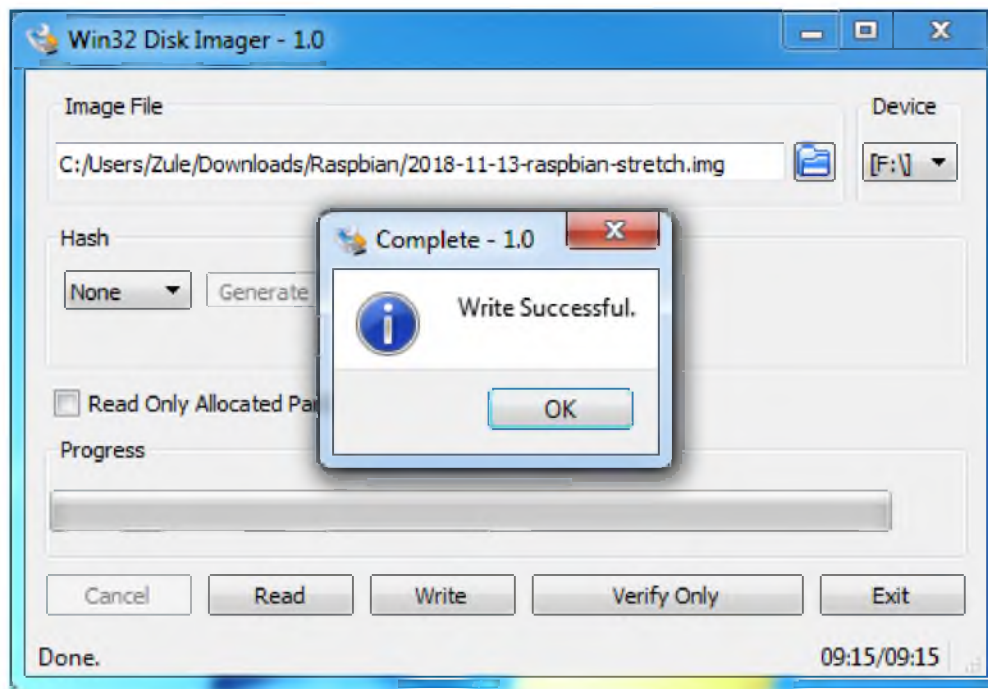 Win32 Disk Imager - 1.0
Image File
Device
C:/Users/Zule/Downloads/Raspbian/2018-11-13-raspbian-stretch.img
[F:\]
Hash
None
Generate
Complete - 1.0
Write Successful.
OK
Read Only Allocated
Progress
Cancel
Read
Write
Verify Only
Exit
Done.
09:15/09:15